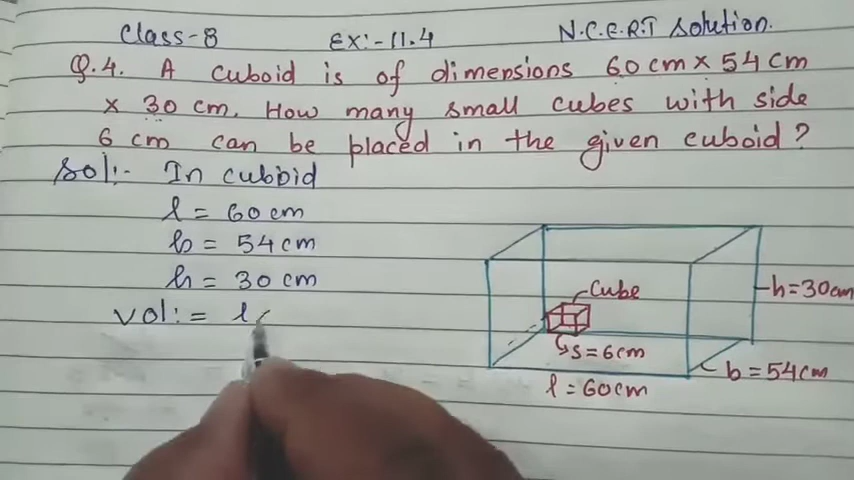 Class-8 Ex:-11.4 N.C.E.R.T Solution.
Q.4. A cuboid is of dimensions 60 cm × 54 cm
× 30 cm. How many small cubes with side
6 cm can be placed in the given cuboid?
Sol:- In cuboid
l = 60 cm
b = 54 cm
h = 30 cm
Vol: = l
Cube
h = 30cm
s = 6cm
b = 54cm
l = 60cm